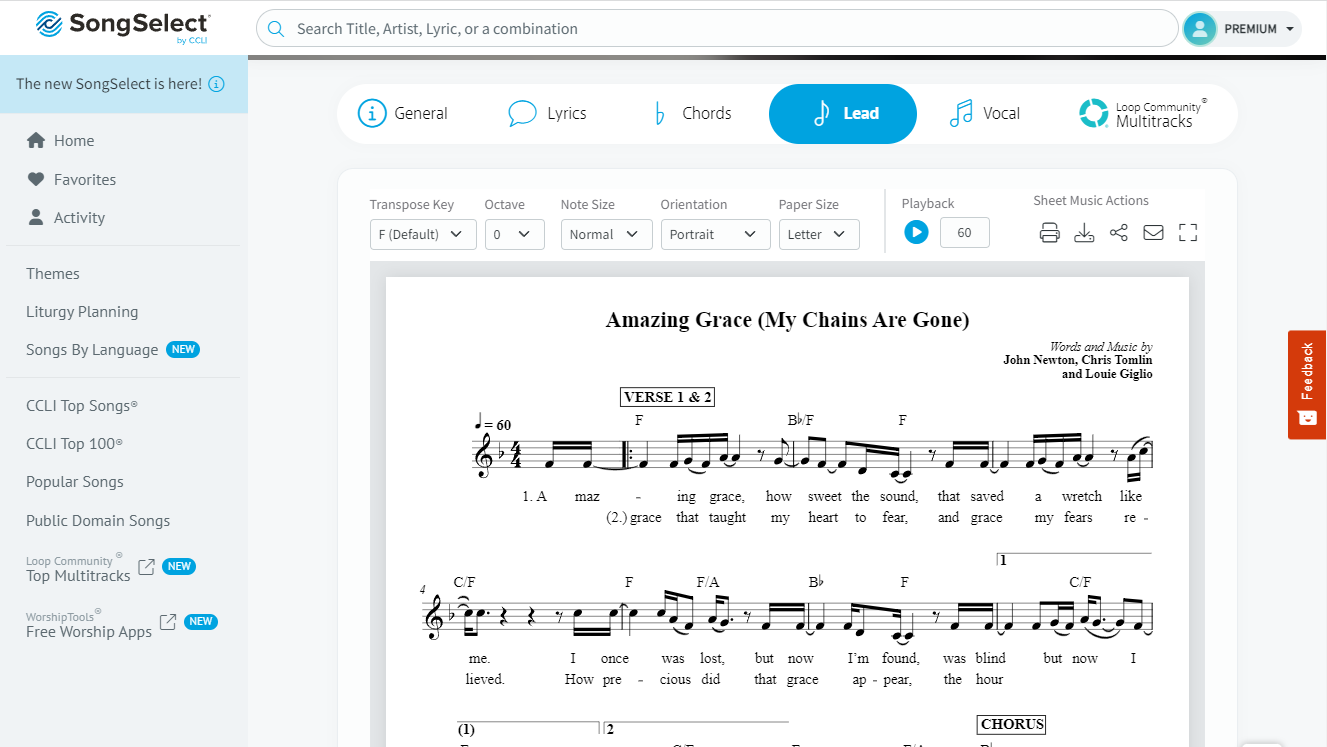 SongSelect®
by CCLI
Search Title, Artist, Lyric, or a combination
PREMIUM
The new SongSelect is here!
Home
Favorites
Activity
Themes
Liturgy Planning
Songs By Language NEW
CCLI Top Songs®
CCLI Top 100®
Popular Songs
Public Domain Songs
Loop Community®
Top Multitracks NEW
WorshipTools®
Free Worship Apps NEW
General Lyrics Chords Lead Vocal Loop Community® Multitracks
Transpose Key Octave Note Size Orientation Paper Size Playback Sheet Music Actions
F (Default) 0 Normal Portrait Letter 60
Amazing Grace (My Chains Are Gone)
Words and Music by
John Newton, Chris Tomlin
and Louie Giglio
VERSE 1 & 2
♩ = 60 F B♭/F F
4
4
1. A maz - ing grace, how sweet the sound, that saved a wretch like
(2.) grace that taught my heart to fear, and grace my fears re -
1
4 C/F F F/A B♭ F C/F
me. I once was lost, but now I'm found, was blind but now I
lieved. How pre - cious did that grace ap - pear, the hour
(1) 2 CHORUS
Feedback